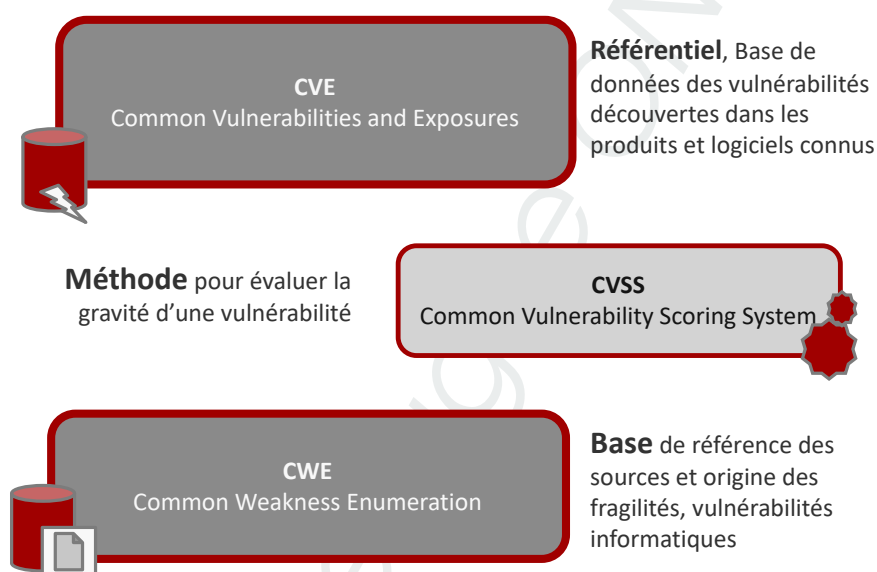 CVE
Common Vulnerabilities and Exposures
Référentiel, Base de
données des vulnérabilités
découvertes dans les
produits et logiciels connus
Méthode pour évaluer la
gravité d’une vulnérabilité
CVSS
Common Vulnerability Scoring System
CWE
Common Weakness Enumeration
Base de référence des
sources et origine des
fragilités, vulnérabilités
informatiques